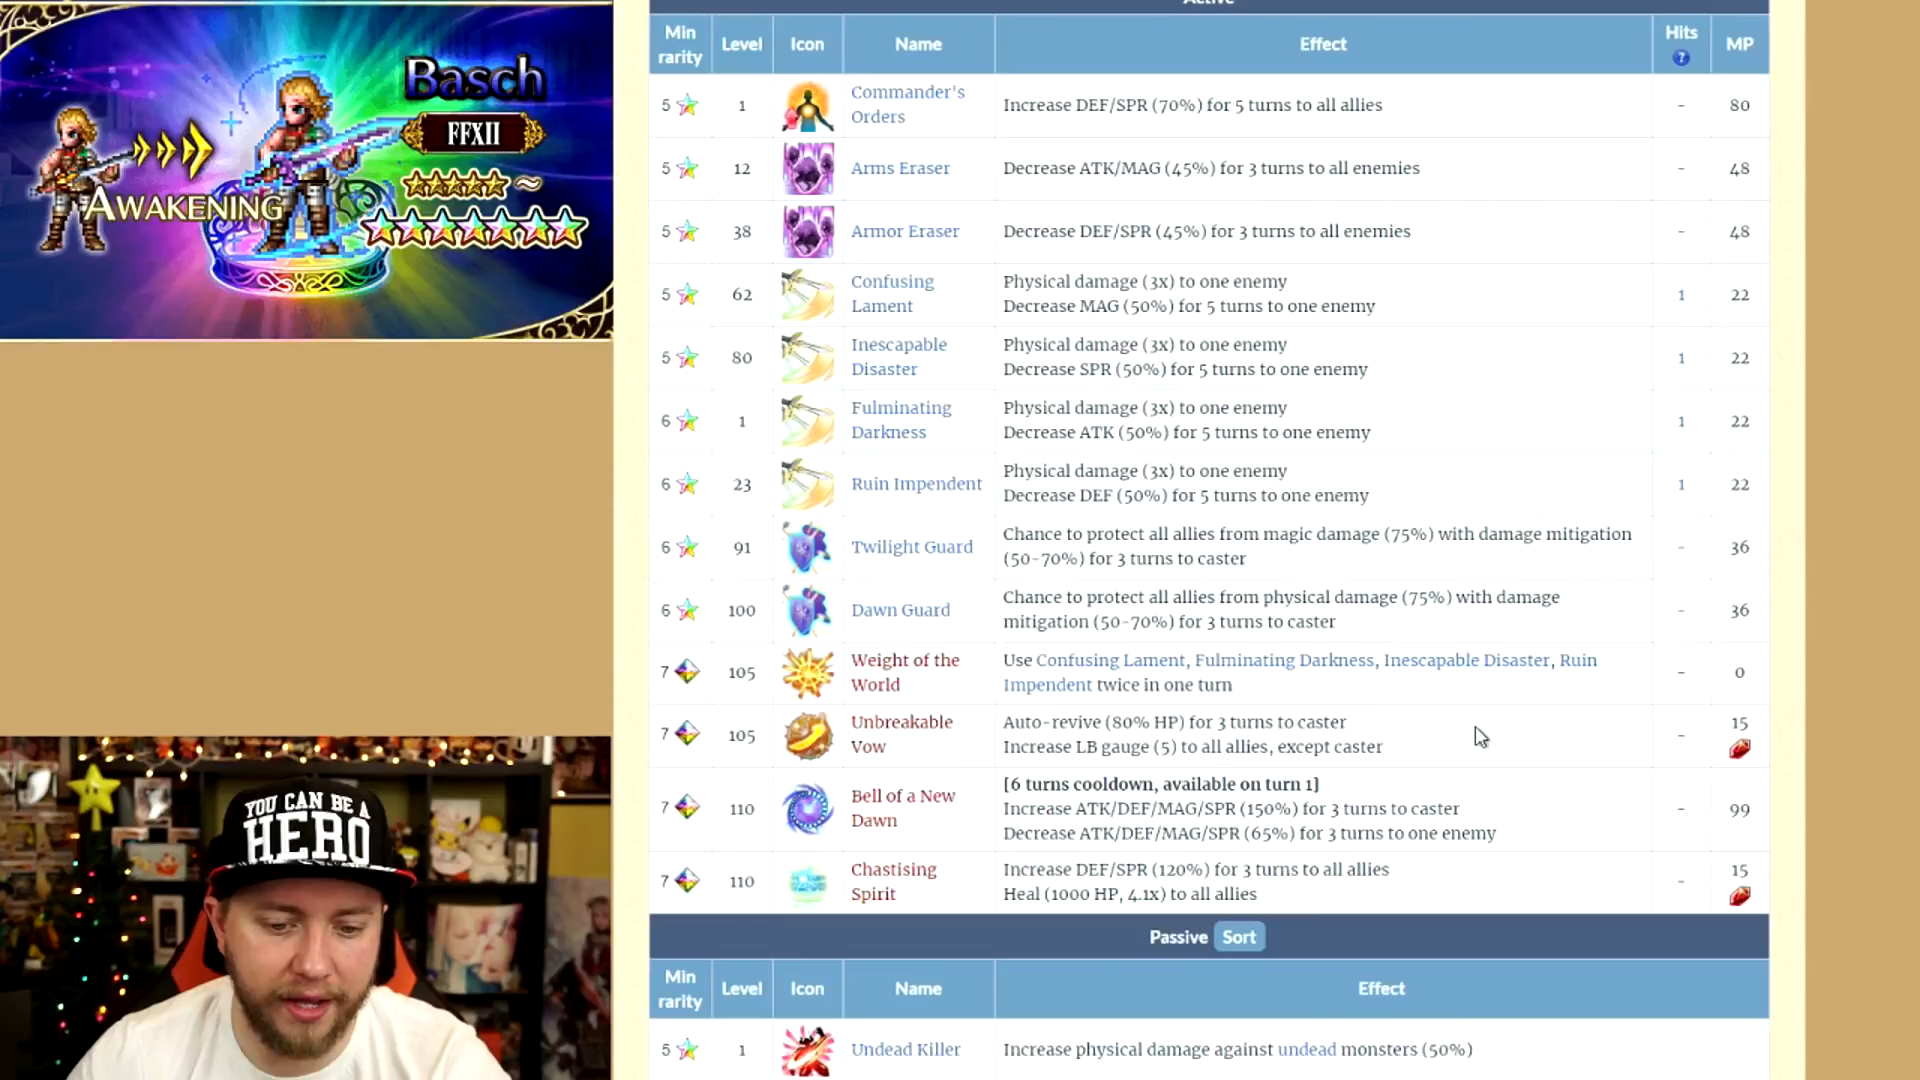 Basch
FFXII
AWAKENING
YOU CAN BE A
HERO
Active
Min rarity Level Icon Name Effect Hits ? MP
5 1 Commander's Orders Increase DEF/SPR (70%) for 5 turns to all allies - 80
5 12 Arms Eraser Decrease ATK/MAG (45%) for 3 turns to all enemies - 48
5 38 Armor Eraser Decrease DEF/SPR (45%) for 3 turns to all enemies - 48
5 62 Confusing Lament Physical damage (3x) to one enemy
Decrease MAG (50%) for 5 turns to one enemy 1 22
5 80 Inescapable Disaster Physical damage (3x) to one enemy
Decrease SPR (50%) for 5 turns to one enemy 1 22
6 1 Fulminating Darkness Physical damage (3x) to one enemy
Decrease ATK (50%) for 5 turns to one enemy 1 22
6 23 Ruin Impendent Physical damage (3x) to one enemy
Decrease DEF (50%) for 5 turns to one enemy 1 22
6 91 Twilight Guard Chance to protect all allies from magic damage (75%) with damage mitigation
(50-70%) for 3 turns to caster - 36
6 100 Dawn Guard Chance to protect all allies from physical damage (75%) with damage
mitigation (50-70%) for 3 turns to caster - 36
7 105 Weight of the World Use Confusing Lament, Fulminating Darkness, Inescapable Disaster, Ruin
Impendent twice in one turn - 0
7 105 Unbreakable Vow Auto-revive (80% HP) for 3 turns to caster
Increase LB gauge (5) to all allies, except caster - 15
7 110 Bell of a New Dawn [6 turns cooldown, available on turn 1]
Increase ATK/DEF/MAG/SPR (150%) for 3 turns to caster
Decrease ATK/DEF/MAG/SPR (65%) for 3 turns to one enemy - 99
7 110 Chastising Spirit Increase DEF/SPR (120%) for 3 turns to all allies
Heal (1000 HP, 4.1x) to all allies - 15
Passive Sort
Min rarity Level Icon Name Effect
5 1 Undead Killer Increase physical damage against undead monsters (50%)